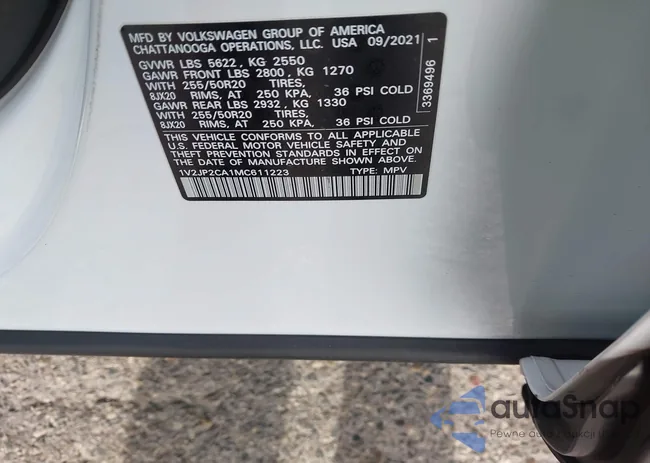 MFD BY VOLKSWAGEN GROUP OF AMERICA
CHATTANOOGA OPERATIONS, LLC. USA 09/2021
GVWR LBS 5622 , KG 2550
GAWR FRONT LBS 2800 , KG 1270
WITH 255/50R20 TIRES,
8JX20 RIMS, AT 250 KPA, 36 PSI COLD
GAWR REAR LBS 2932 , KG 1330
WITH 255/50R20 TIRES,
8JX20 RIMS, AT 250 KPA, 36 PSI COLD
THIS VEHICLE CONFORMS TO ALL APPLICABLE
U.S. FEDERAL MOTOR VEHICLE SAFETY AND
THEFT PREVENTION STANDARDS IN EFFECT ON
THE DATE OF MANUFACTURE SHOWN ABOVE.
1V2JP2CA1MC611223 TYPE: MPV
3369496 1
autaSnap
Pewne auta